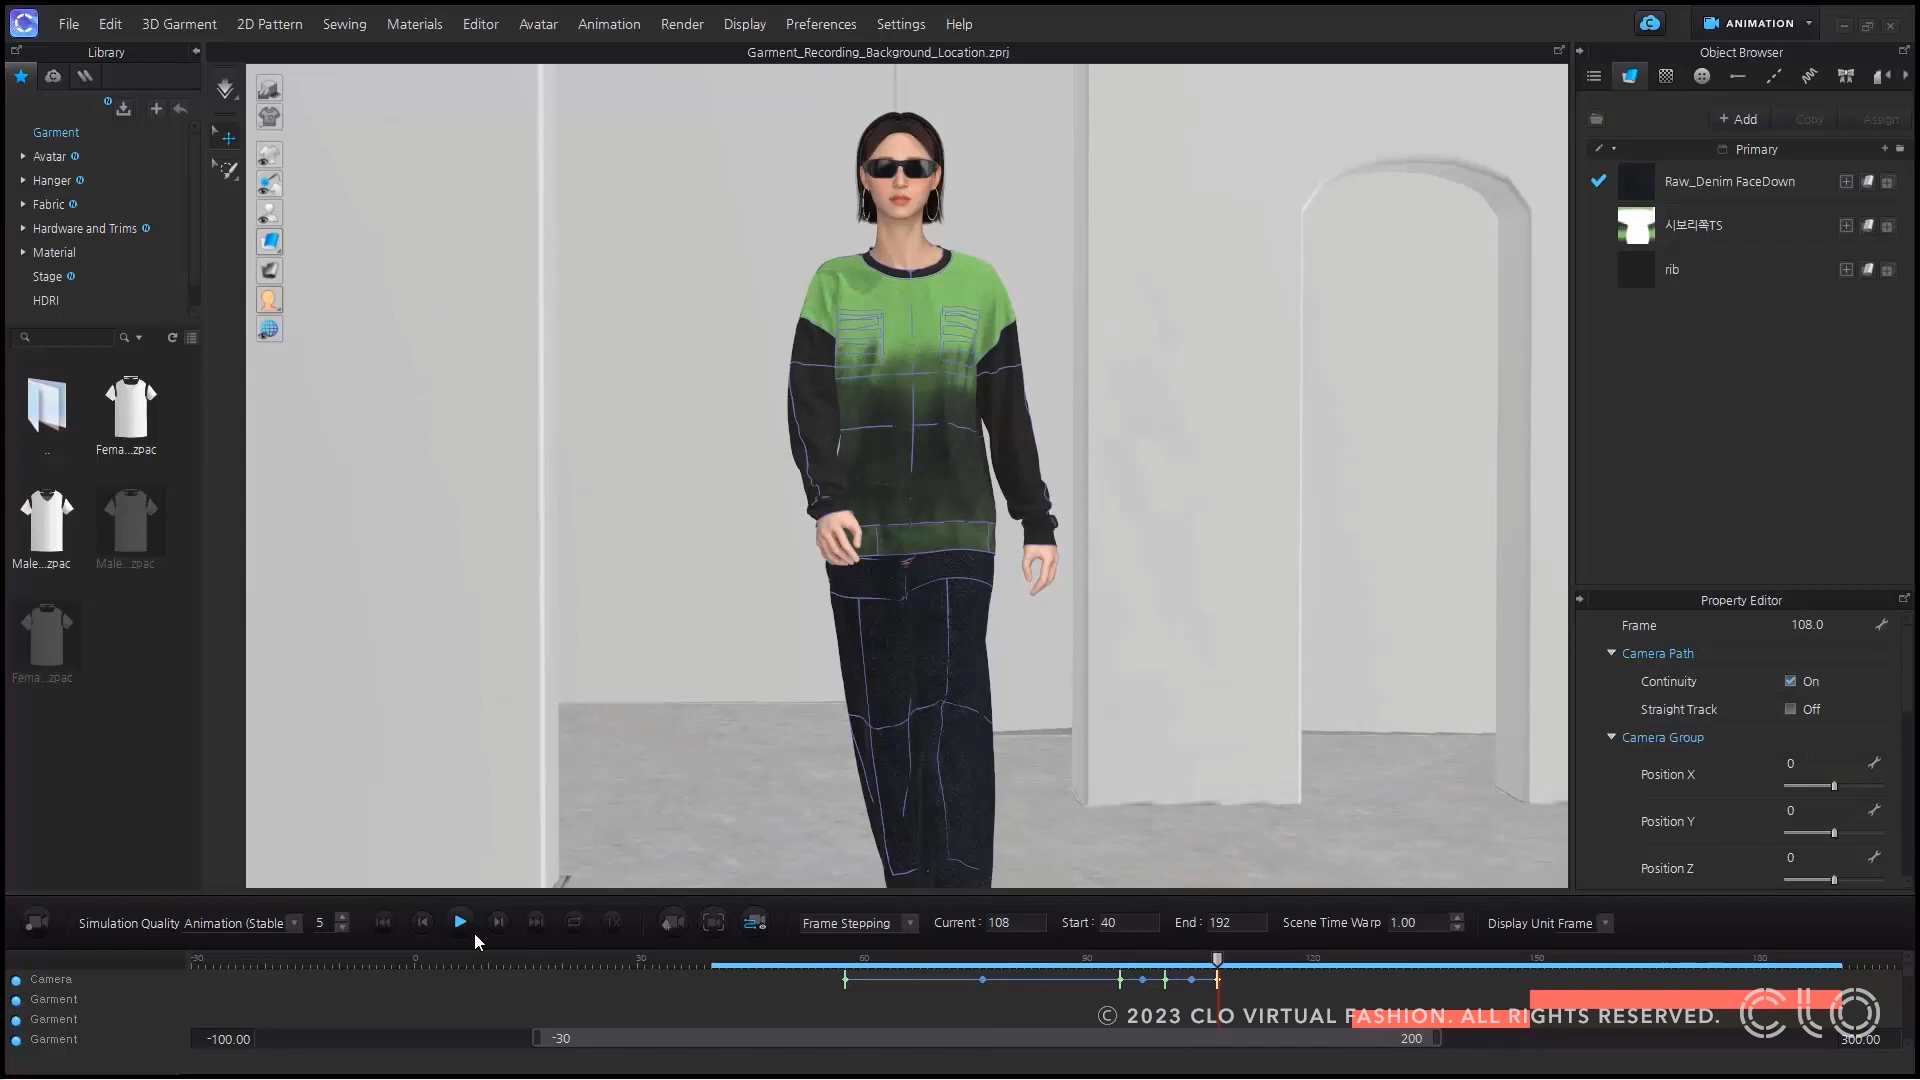 File Edit 3D Garment 2D Pattern Sewing Materials Editor Avatar Animation Render Display Preferences Settings Help
ANIMATION
Library
Garment_Recording_Background_Location.zprj
Object Browser
Garment
Avatar
Hanger
Fabric
Hardware and Trims
Material
Stage
HDRI
+ Add Copy Assign
Primary
Raw_Denim FaceDown
시보리쪽TS
rib
..
Fema...zpac
Male...zpac
Male...zpac
Fema...zpac
Property Editor
Frame 108.0
Camera Path
Continuity On
Straight Track Off
Camera Group
Position X 0
Position Y 0
Position Z 0
Simulation Quality Animation (Stable 5
Frame Stepping Current: 108 Start: 40 End: 192 Scene Time Warp 1.00 Display Unit Frame
-30 0 30 60 90 120 150 180
Camera
Garment
Garment
Garment
© 2023 CLO VIRTUAL FASHION. ALL RIGHTS RESERVED. CLO
-100.00 -30 200 300.00